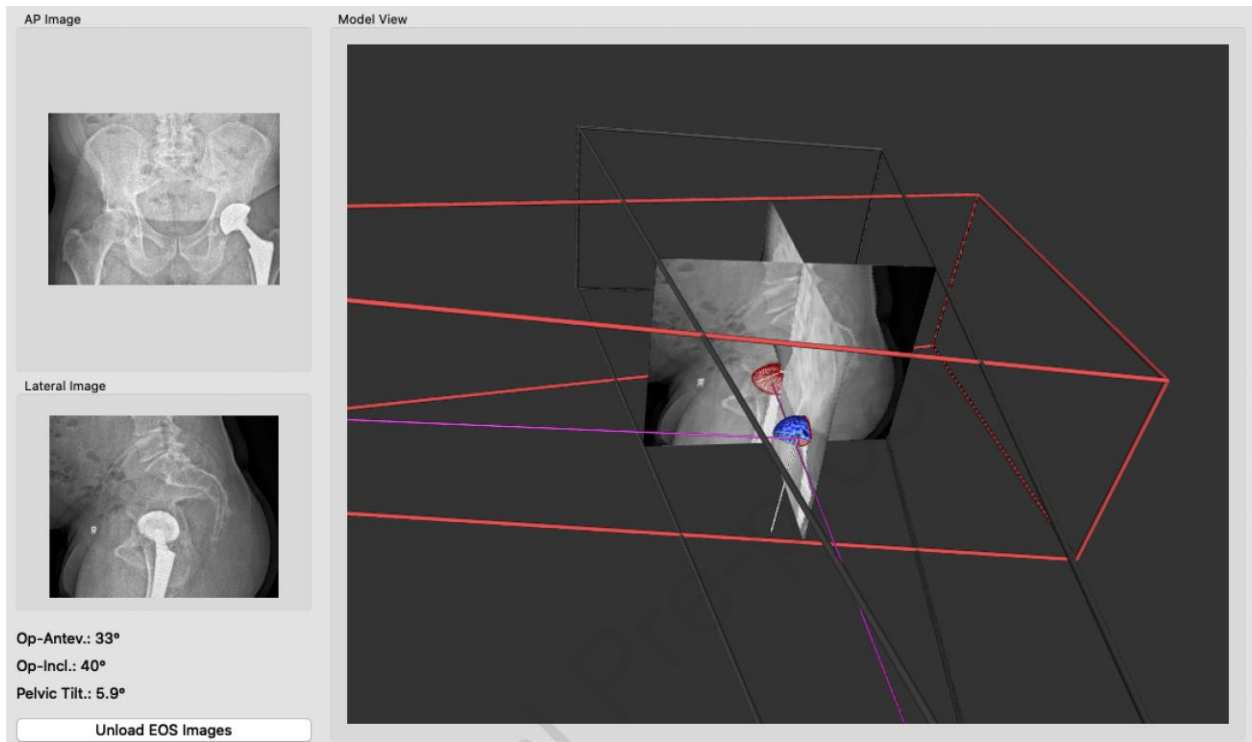 AP Image
Model View
Lateral Image
Op-Antev.: 33°
Op-Incl.: 40°
Pelvic Tilt.: 5.9°
Unload EOS Images